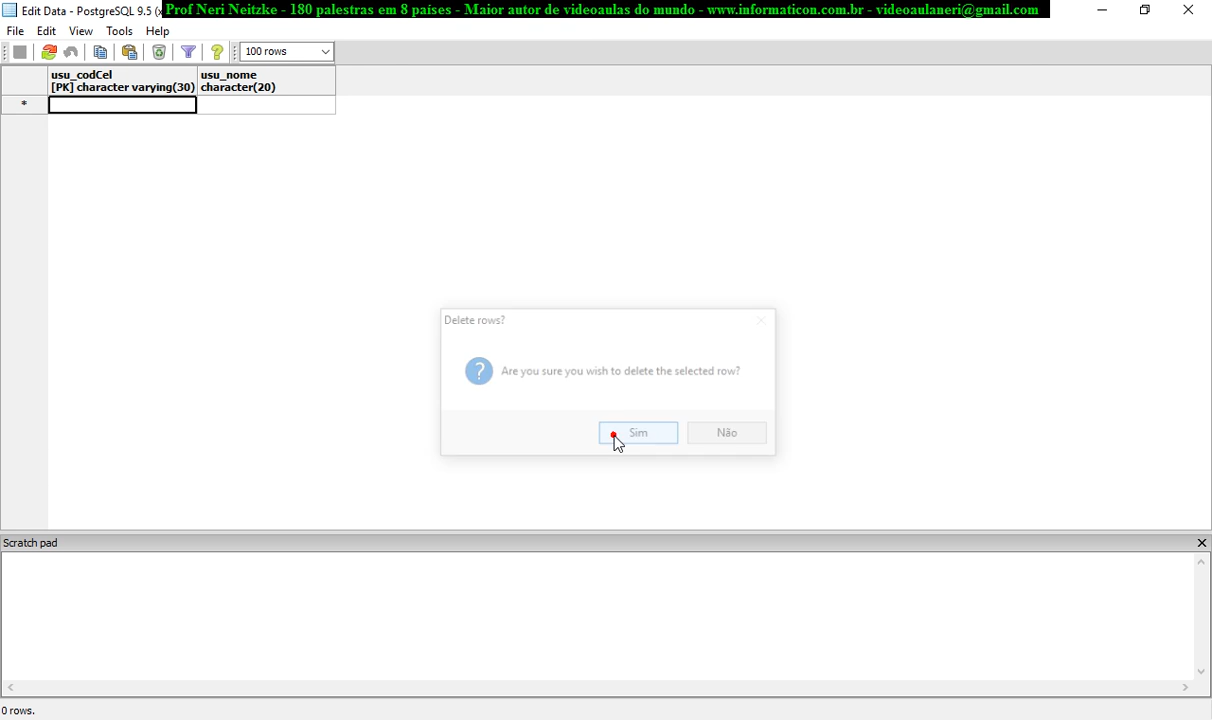 Edit Data - PostgreSQL 9.5 (x
Prof Neri Neitzke - 180 palestras em 8 países - Maior autor de videoaulas do mundo - www.informaticon.com.br - videoaulaneri@gmail.com
File Edit View Tools Help
100 rows
usu_codCel
[PK] character varying(30)
usu_nome
character(20)
*
Delete rows?
Are you sure you wish to delete the selected row?
Sim Não
Scratch pad
0 rows.